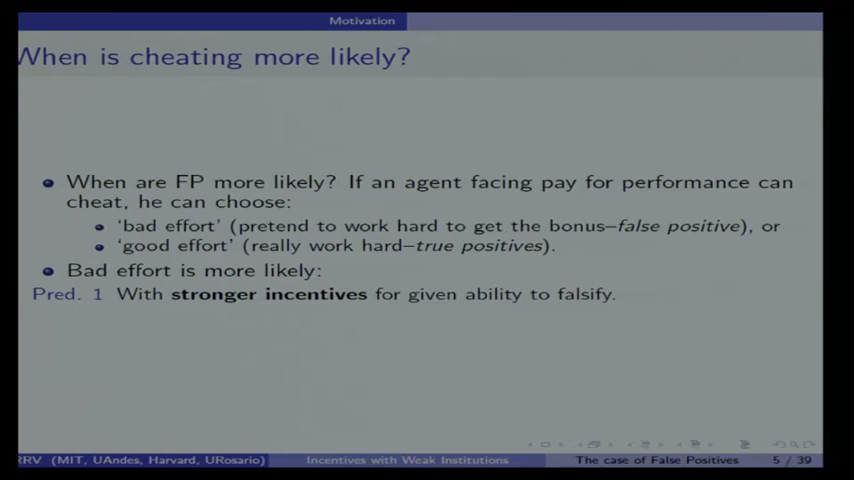 Motivation
When is cheating more likely?
When are FP more likely? If an agent facing pay for performance can
cheat, he can choose:
'bad effort' (pretend to work hard to get the bonus–false positive), or
'good effort' (really work hard–true positives).
Bad effort is more likely:
Pred. 1 With stronger incentives for given ability to falsify.
RRV (MIT, UAndes, Harvard, URosario) Incentives with Weak Institutions The case of False Positives 5 / 39